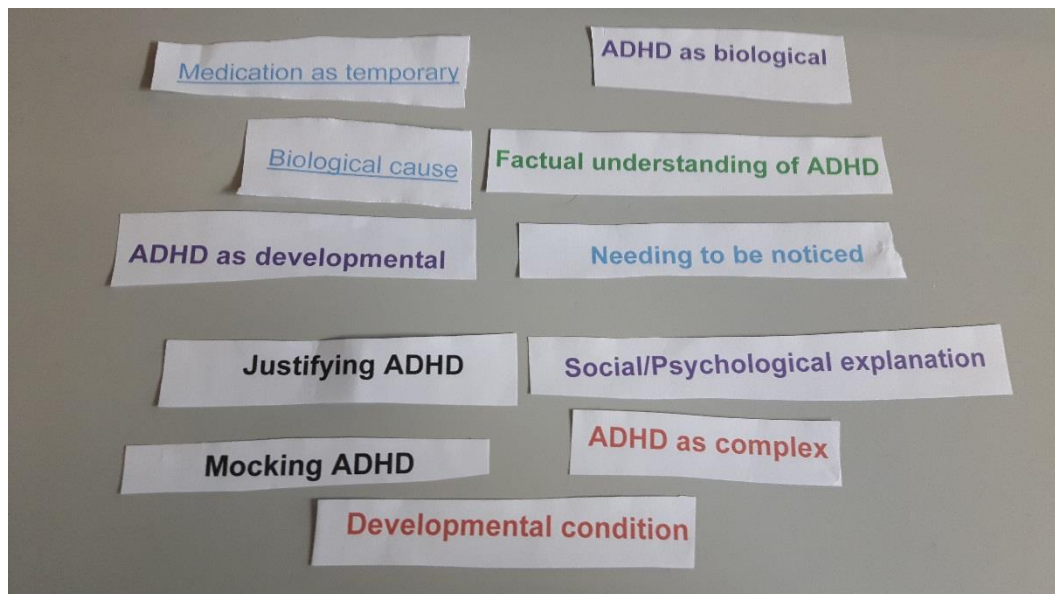 Medication as temporary
ADHD as biological
Biological cause
Factual understanding of ADHD
ADHD as developmental
Needing to be noticed
Justifying ADHD
Social/Psychological explanation
Mocking ADHD
ADHD as complex
Developmental condition